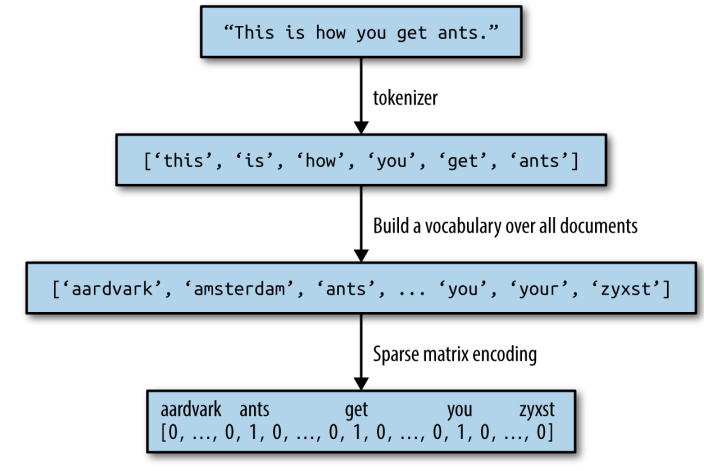 “This is how you get ants.”
tokenizer
[‘this’, ‘is’, ‘how’, ‘you’, ‘get’, ‘ants’]
Build a vocabulary over all documents
[‘aardvark’, ‘amsterdam’, ‘ants’, ... ‘you’, ‘your’, ‘zyxst’]
Sparse matrix encoding
aardvark ants get you zyxst
[0, ..., 0, 1, 0, ..., 0, 1, 0, ..., 0, 1, 0, ..., 0]